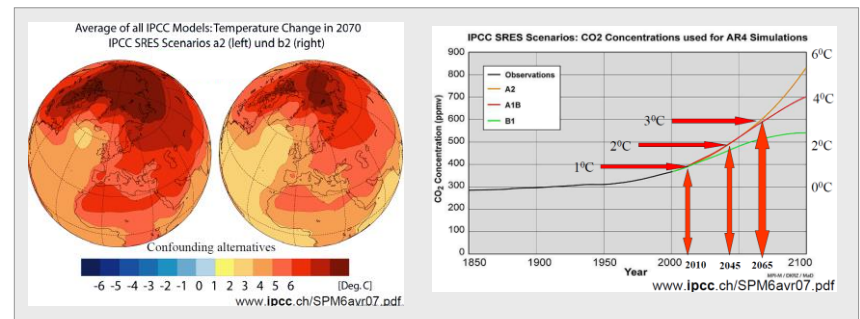 Average of all IPCC Models: Temperature Change in 2070
IPCC SRES Scenarios a2 (left) und b2 (right)
Confounding alternatives
-6 -5 -4 -3 -2 -1 0 1 2 3 4 5 6 [Deg. C]
www.ipcc.ch/SPM6avr07.pdf
IPCC SRES Scenarios: CO2 Concentrations used for AR4 Simulations
CO2 Concentration (ppmv)
900
800
700
600
500
400
300
200
100
0
Observations
A2
A1B
B1
1⁰C
2⁰C
3⁰C
6⁰C
4⁰C
2⁰C
0⁰C
2010 2045 2065
1850 1900 1950 2000 2100
Year
www.ipcc.ch/SPM6avr07.pdf